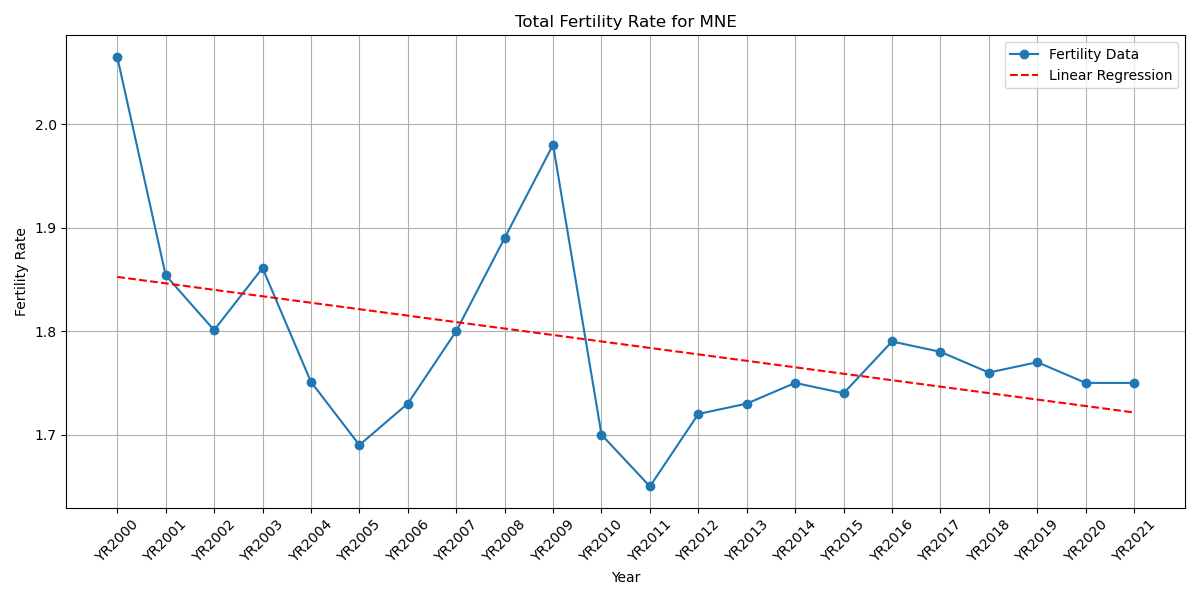 Total Fertility Rate for MNE
Fertility Data
Linear Regression
Fertility Rate
2.0
1.9
1.8
1.7
YR2000
YR2001
YR2002
YR2003
YR2004
YR2005
YR2006
YR2007
YR2008
YR2009
YR2010
YR2011
YR2012
YR2013
YR2014
YR2015
YR2016
YR2017
YR2018
YR2019
YR2020
YR2021
Year